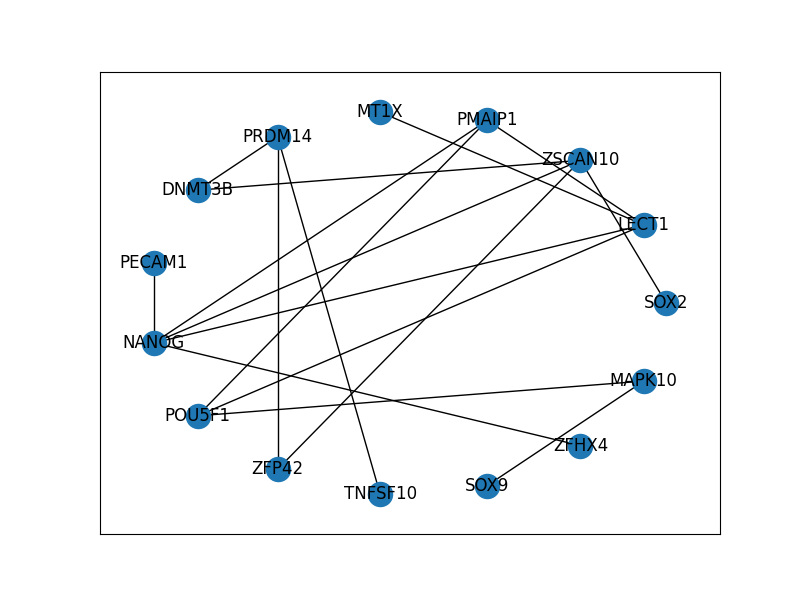 MT1X
PMAIP1
PRDM14
ZSCAN10
DNMT3B
LECT1
PECAM1
SOX2
NANOG
MAPK10
POU5F1
ZFHX4
ZFP42
SOX9
TNFSF10